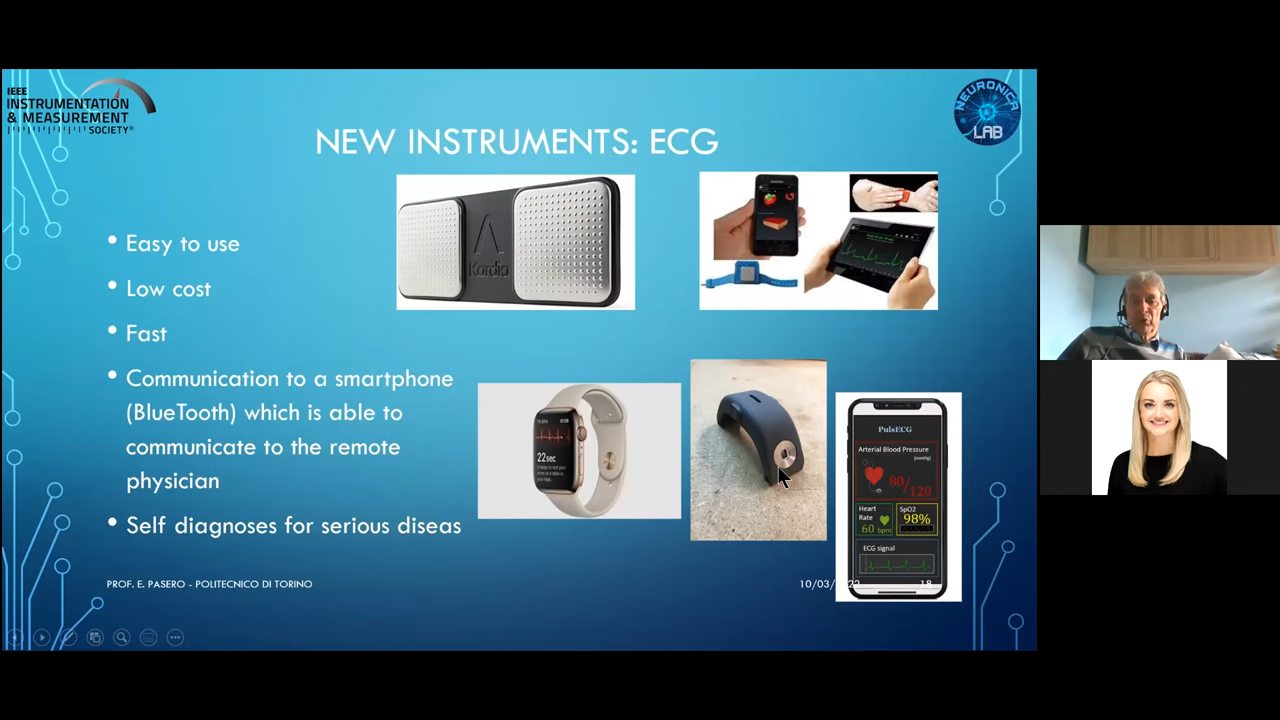 IEEE
INSTRUMENTATION
& MEASUREMENT
SOCIETY®
NEURONICA
LAB
NEW INSTRUMENTS: ECG
Kardia
• Easy to use
• Low cost
• Fast
• Communication to a smartphone
(BlueTooth) which is able to
communicate to the remote
physician
• Self diagnoses for serious diseas
22sec
PulsECG
Arterial Blood Pressure
(mmHg)
80/120
Heart
Rate
60 bpm
SpO2
98%
ECG signal
PROF. E. PASERO - POLITECNICO DI TORINO
10/03/
18